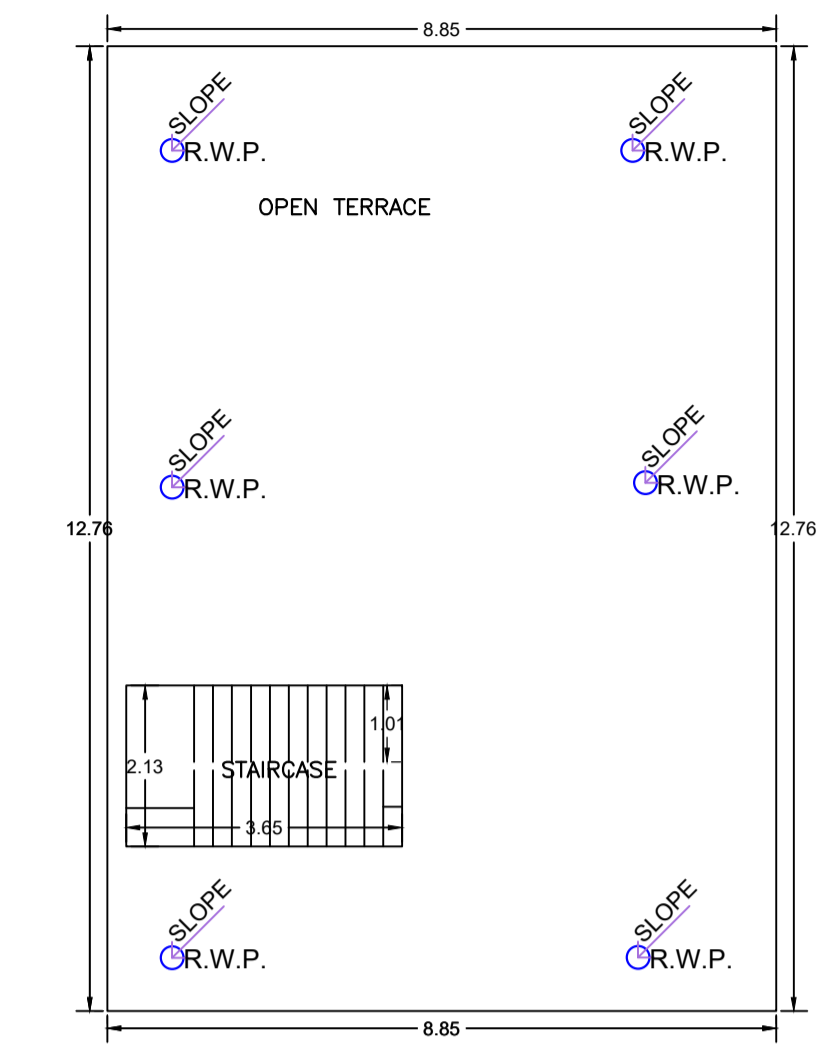 8.85
SLOPE
SLOPE
R.W.P.
R.W.P.
OPEN TERRACE
SLOPE
SLOPE
R.W.P.
R.W.P.
12.76
12.76
1.01
2.13
STAIRCASE
3.65
SLOPE
SLOPE
R.W.P.
R.W.P.
8.85